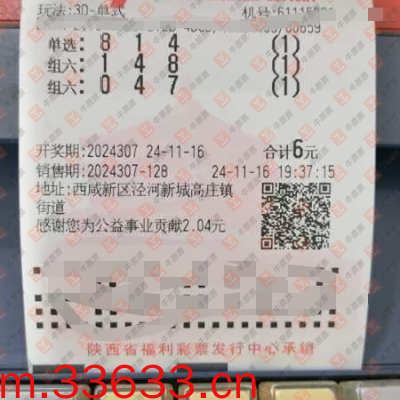 玩法:3D-单式 机号:6111
单选: 8 1 4 (1)
组六: 1 4 8 (1)
组六: 0 4 7 (1)
开奖期:2024307 24-11-16 合计6元
销售期:2024307-128 24-11-16 19:37:15
地址:西咸新区泾河新城高庄镇
街道
感谢您为公益事业贡献2.04元
陕西省福利彩票发行中心承销
m.33633.cn